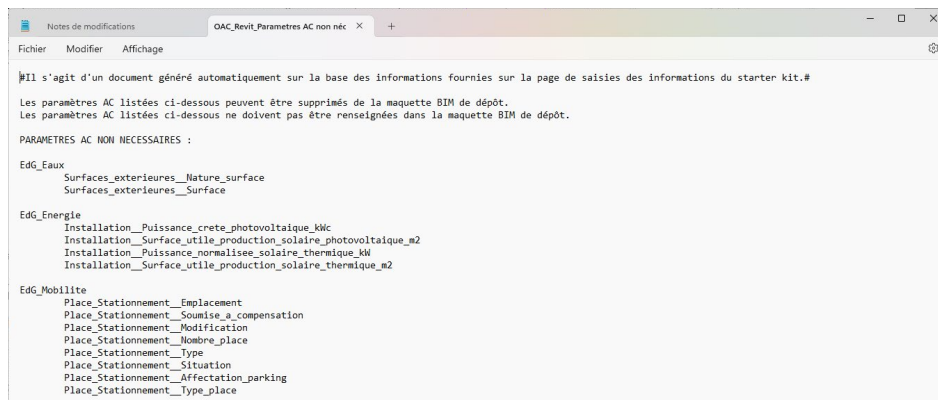 Notes de modifications
OAC_Revit_Parametres AC non néc
Fichier Modifier Affichage
#Il s'agit d'un document généré automatiquement sur la base des informations fournies sur la page de saisies des informations du starter kit.#
Les paramètres AC listées ci-dessous peuvent être supprimés de la maquette BIM de dépôt.
Les paramètres AC listées ci-dessous ne doivent pas être renseignées dans la maquette BIM de dépôt.
PARAMETRES AC NON NECESSAIRES :
EdG_Eaux
Surfaces_exterieures__Nature_surface
Surfaces_exterieures__Surface
EdG_Energie
Installation__Puissance_crete_photovoltaique_kWc
Installation__Surface_utile_production_solaire_photovoltaique_m2
Installation__Puissance_normalisee_solaire_thermique_kW
Installation__Surface_utile_production_solaire_thermique_m2
EdG_Mobilite
Place_Stationnement__Emplacement
Place_Stationnement__Soumise_a_compensation
Place_Stationnement__Modification
Place_Stationnement__Nombre_place
Place_Stationnement__Type
Place_Stationnement__Situation
Place_Stationnement__Affectation_parking
Place_Stationnement__Type_place